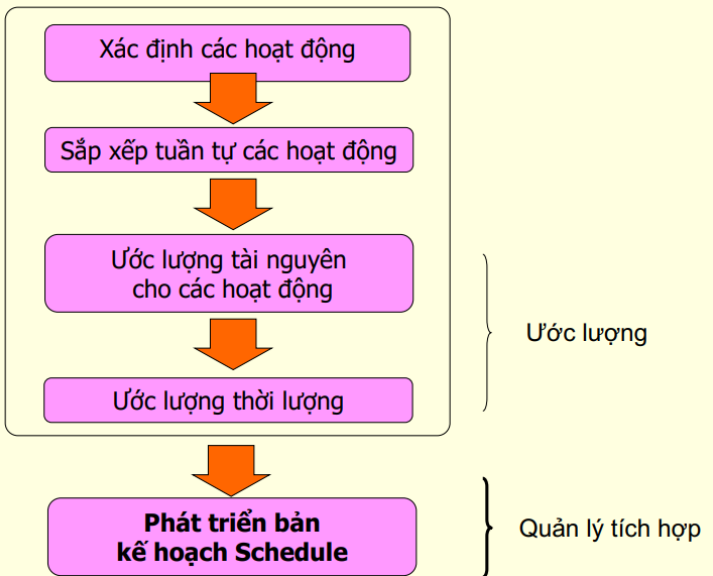 Xác định các hoạt động
Sắp xếp tuần tự các hoạt động
Ước lượng tài nguyên
cho các hoạt động
Ước lượng
Ước lượng thời lượng
Phát triển bản
kế hoạch Schedule
Quản lý tích hợp